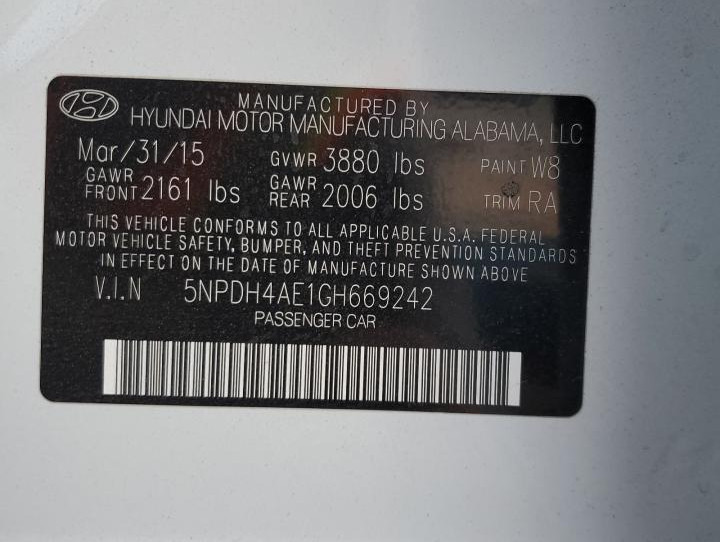 MANUFACTURED BY
HYUNDAI MOTOR MANUFACTURING ALABAMA, LLC
Mar/31/15 GVWR 3880 lbs PAINT W8
GAWR FRONT 2161 lbs GAWR REAR 2006 lbs TRIM RA
THIS VEHICLE CONFORMS TO ALL APPLICABLE U.S.A. FEDERAL
MOTOR VEHICLE SAFETY, BUMPER, AND THEFT PREVENTION STANDARDS
IN EFFECT ON THE DATE OF MANUFACTURE SHOWN ABOVE
V.I.N 5NPDH4AE1GH669242
PASSENGER CAR